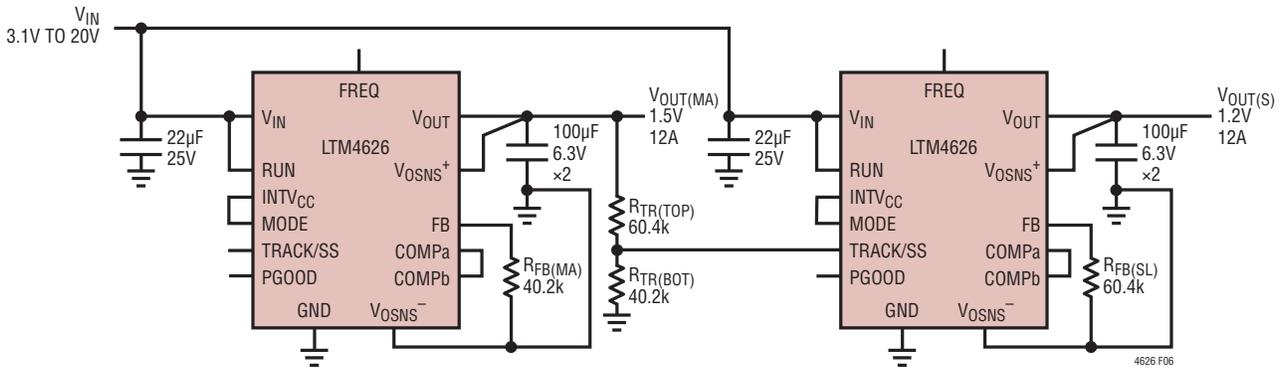 VIN
3.1V TO 20V
22µF
25V
FREQ
LTM4626
VIN
RUN
INTVCC
MODE
TRACK/SS
PGOOD
GND
VOUT
VOSNS+
FB
COMPa
COMPb
VOSNS–
100µF
6.3V
×2
RFB(MA)
40.2k
VOUT(MA)
1.5V
12A
RTR(TOP)
60.4k
RTR(BOT)
40.2k
22µF
25V
FREQ
LTM4626
VIN
RUN
INTVCC
MODE
TRACK/SS
PGOOD
GND
VOUT
VOSNS+
FB
COMPa
COMPb
VOSNS–
100µF
6.3V
×2
RFB(SL)
60.4k
VOUT(S)
1.2V
12A
4626 F06